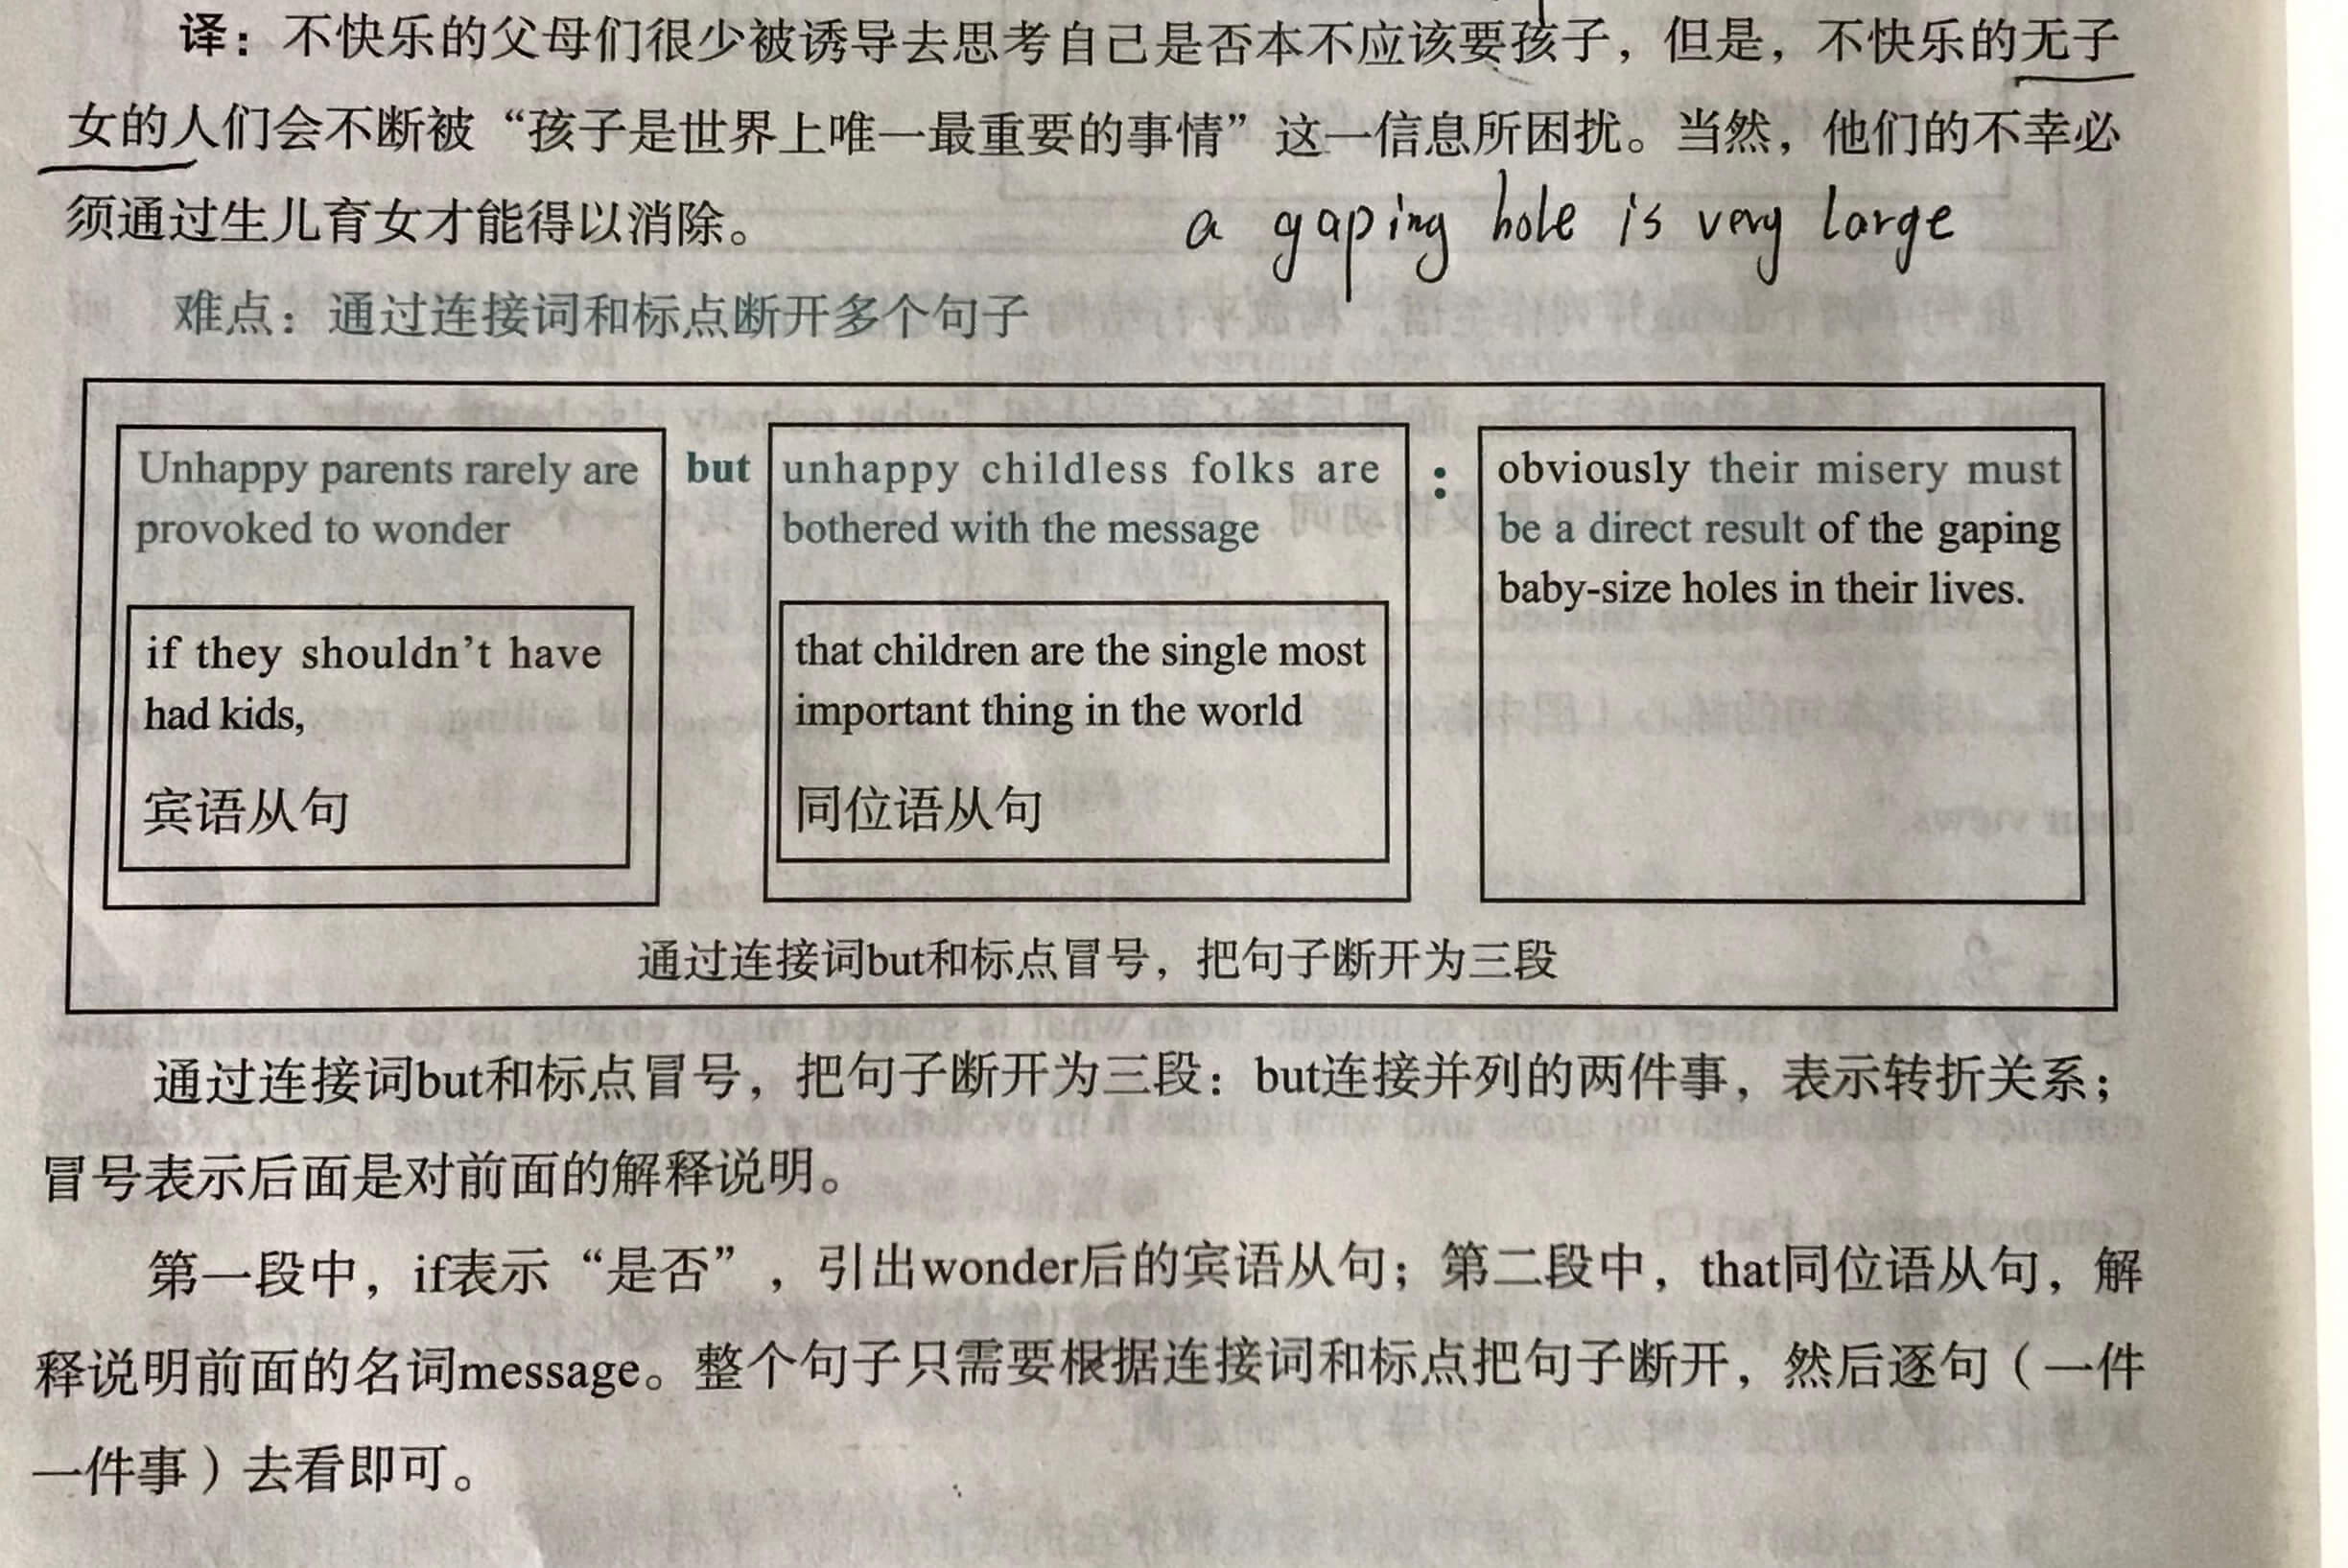 译：不快乐的父母们很少被诱导去思考自己是否本不应该要孩子，但是，不快乐的无子
女的人们会不断被“孩子是世界上唯一最重要的事情”这一信息所困扰。当然，他们的不幸必
须通过生儿育女才能得以消除。
a gaping hole is very large
难点：通过连接词和标点断开多个句子
Unhappy parents rarely are
provoked to wonder
if they shouldn’t have
had kids,
宾语从句
but
unhappy childless folks are
bothered with the message
that children are the single most
important thing in the world
同位语从句
:
obviously their misery must
be a direct result of the gaping
baby-size holes in their lives.
通过连接词but和标点冒号，把句子断开为三段
通过连接词but和标点冒号，把句子断开为三段：but连接并列的两件事，表示转折关系；
冒号表示后面是对前面的解释说明。
第一段中，if表示“是否”，引出wonder后的宾语从句；第二段中，that同位语从句，解
释说明前面的名词message。整个句子只需要根据连接词和标点把句子断开，然后逐句（一件
一件事）去看即可。